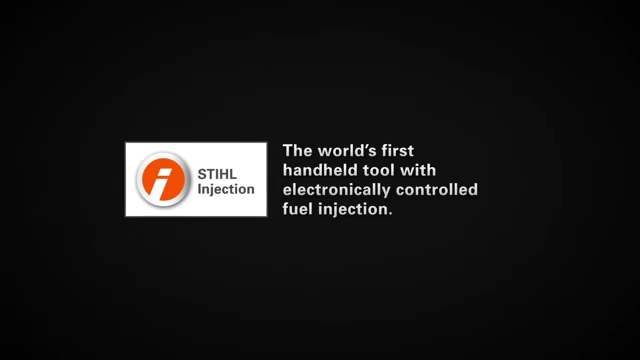 STIHL
Injection
The world's first
handheld tool with
electronically controlled
fuel injection.